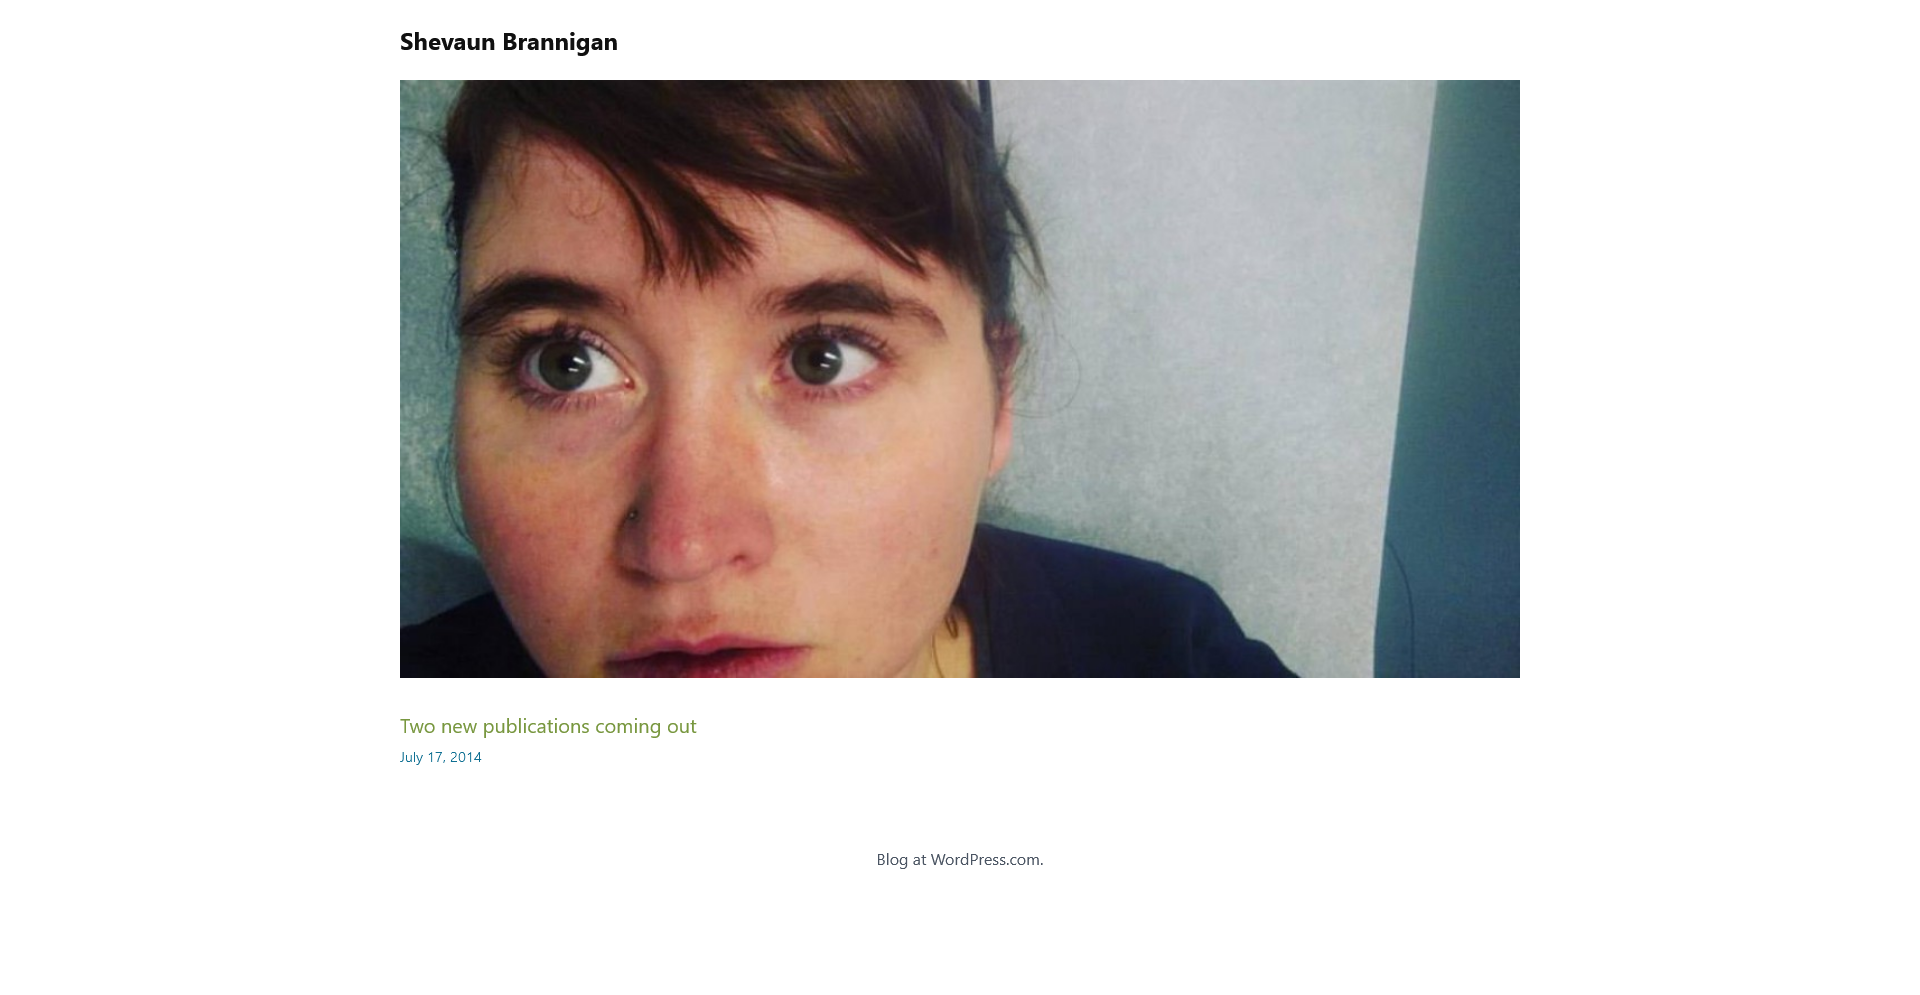 Shevaun Brannigan
Two new publications coming out
July 17, 2014
Blog at WordPress.com.